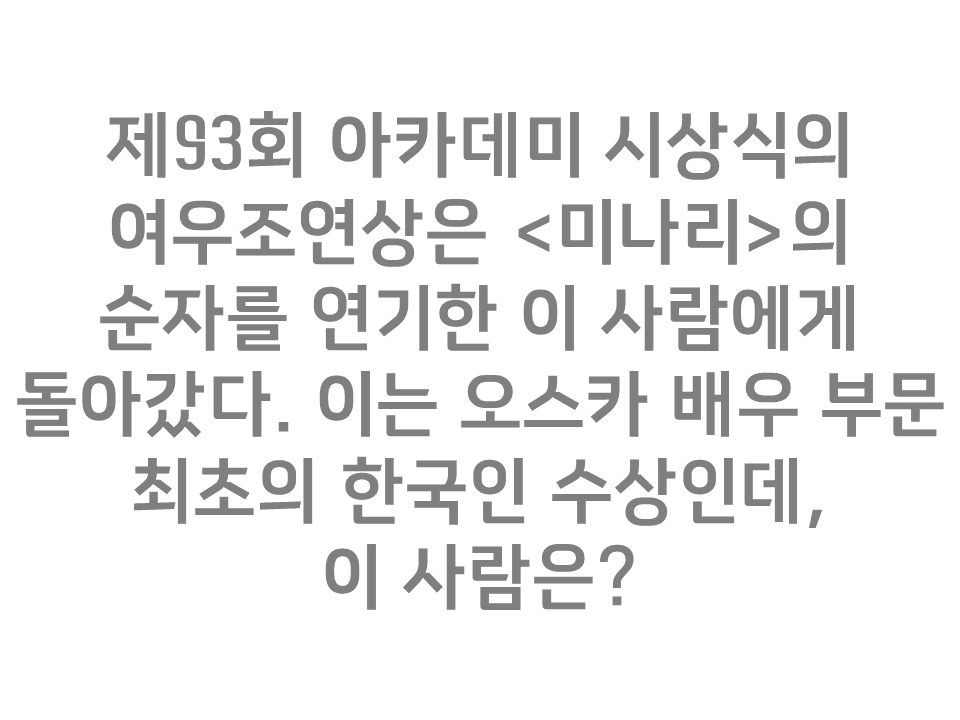 제93회 아카데미 시상식의
여우조연상은 <미나리>의
순자를 연기한 이 사람에게
돌아갔다. 이는 오스카 배우 부문
최초의 한국인 수상인데,
이 사람은?